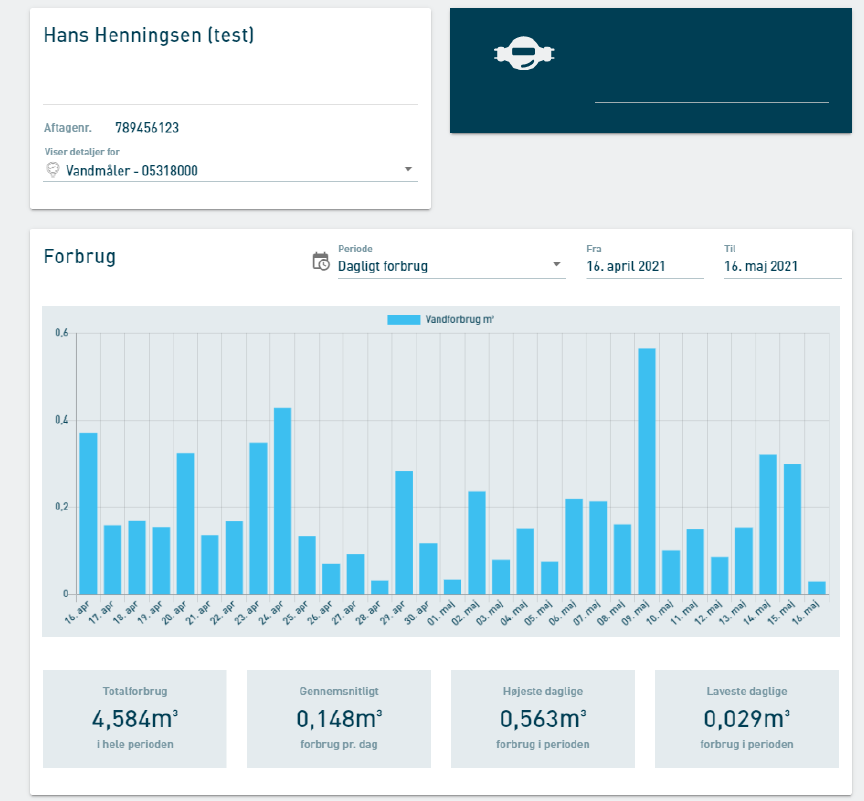 Hans Henningsen (test)
Aftagenr. 789456123
Viser detaljer for
Vandmåler - 05318000
Forbrug
Periode
Dagligt forbrug
Fra
16. april 2021
Til
16. maj 2021
Vandforbrug m³
0,6
0,4
0,2
0
16. apr 17. apr 18. apr 19. apr 20. apr 21. apr 22. apr 23. apr 24. apr 25. apr 26. apr 27. apr 28. apr 29. apr 30. apr 01. maj 02. maj 03. maj 04. maj 05. maj 06. maj 07. maj 08. maj 09. maj 10. maj 11. maj 12. maj 13. maj 14. maj 15. maj 16. maj
Totalforbrug
4,584m³
i hele perioden
Gennemsnitligt
0,148m³
forbrug pr. dag
Højeste daglige
0,563m³
forbrug i perioden
Laveste daglige
0,029m³
forbrug i perioden